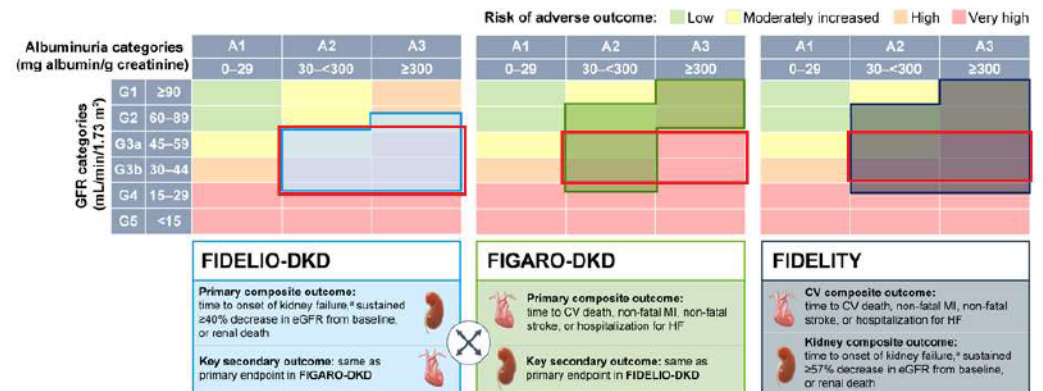 Risk of adverse outcome: Low Moderately increased High Very high
Albuminuria categories
(mg albumin/g creatinine)
A1 A2 A3
0–29 30–<300 ≥300
A1 A2 A3
0–29 30–<300 ≥300
A1 A2 A3
0–29 30–<300 ≥300
GFR categories
(mL/min/1.73 m²)
G1 ≥90
G2 60–89
G3a 45–59
G3b 30–44
G4 15–29
G5 <15
FIDELIO-DKD
Primary composite outcome:
time to onset of kidney failure,ª sustained
≥40% decrease in eGFR from baseline,
or renal death
Key secondary outcome: same as
primary endpoint in FIGARO-DKD
FIGARO-DKD
Primary composite outcome:
time to CV death, non-fatal MI, non-fatal
stroke, or hospitalization for HF
Key secondary outcome: same as
primary endpoint in FIDELIO-DKD
FIDELITY
CV composite outcome:
time to CV death, non-fatal MI, non-fatal
stroke, or hospitalization for HF
Kidney composite outcome:
time to onset of kidney failure,ª sustained
≥57% decrease in eGFR from baseline,
or renal death